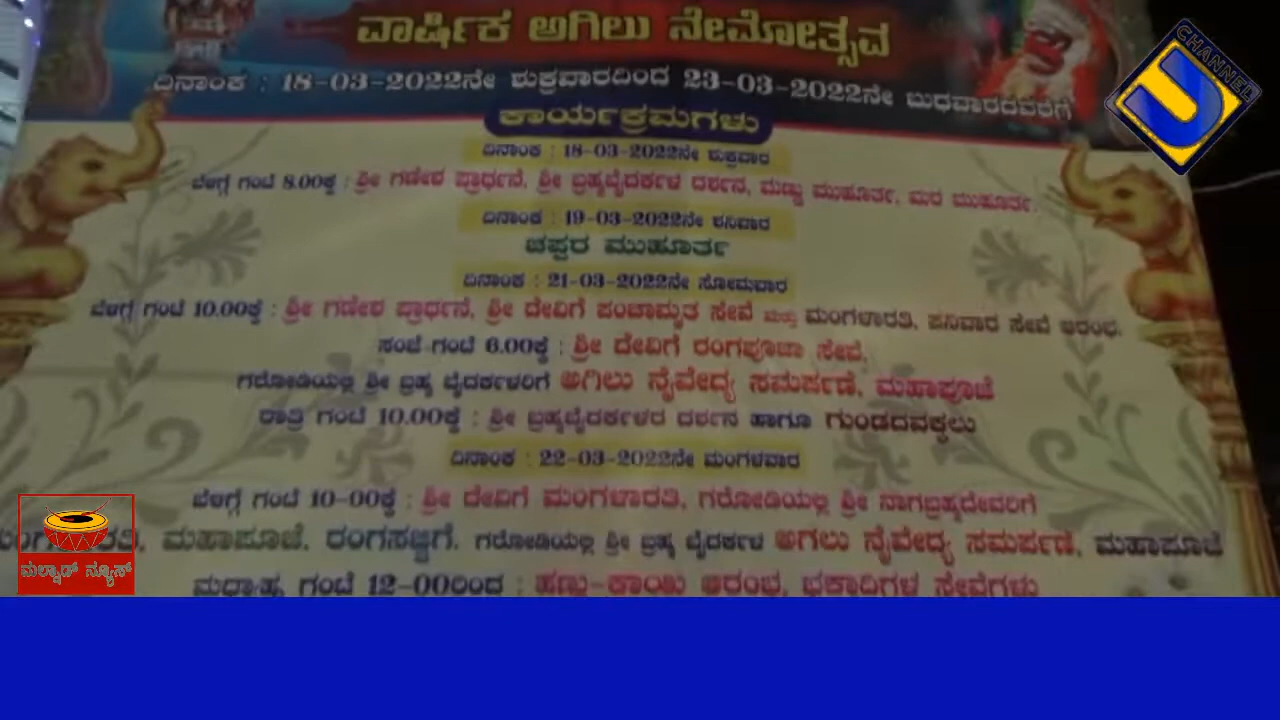 ವಾರ್ಷಿಕ ಅಗಿಲು ನೇಮೋತ್ಸವ
CHANNEL U
ದಿನಾಂಕ : 18-03-2022ನೇ ಶುಕ್ರವಾರದಿಂದ 23-03-2022ನೇ ಬುಧವಾರದವರೆಗೆ
ಕಾರ್ಯಕ್ರಮಗಳು
ದಿನಾಂಕ : 18-03-2022ನೇ ಶುಕ್ರವಾರ
ಬೆಳಿಗ್ಗೆ ಗಂಟೆ 8.00ಕ್ಕೆ : ಶ್ರೀ ಗಣೇಶ ಪ್ರಾರ್ಥನೆ, ಶ್ರೀ ಬ್ರಹ್ಮಬೈದರ್ಕಳ ದರ್ಶನ, ಮಣ್ಣು ಮುಹೂರ್ತ, ಮರ ಮುಹೂರ್ತ.
ದಿನಾಂಕ : 19-03-2022ನೇ ಶನಿವಾರ
ಚಪ್ಪರ ಮುಹೂರ್ತ
ದಿನಾಂಕ : 21-03-2022ನೇ ಸೋಮವಾರ
ಬೆಳಿಗ್ಗೆ ಗಂಟೆ 10.00ಕ್ಕೆ : ಶ್ರೀ ಗಣೇಶ ಪ್ರಾರ್ಥನೆ, ಶ್ರೀ ದೇವಿಗೆ ಪಂಚಾಮೃತ ಸೇವೆ ಮತ್ತು ಮಂಗಳಾರತಿ, ಪನಿವಾರ ಸೇವೆ ಆರಂಭ.
ಸಂಜೆ ಗಂಟೆ 6.00ಕ್ಕೆ : ಶ್ರೀ ದೇವಿಗೆ ರಂಗಪೂಜಾ ಸೇವೆ,
ಗರೋಡಿಯಲ್ಲಿ ಶ್ರೀ ಬ್ರಹ್ಮ ಬೈದರ್ಕಳರಿಗೆ ಅಗಿಲು ನೈವೇದ್ಯ ಸಮರ್ಪಣೆ, ಮಹಾಪೂಜೆ
ರಾತ್ರಿ ಗಂಟೆ 10.00ಕ್ಕೆ : ಶ್ರೀ ಬ್ರಹ್ಮಬೈದರ್ಕಳರ ದರ್ಶನ ಹಾಗೂ ಗುಂಡದವಕ್ಕಲು
ದಿನಾಂಕ : 22-03-2022ನೇ ಮಂಗಳವಾರ
ಬೆಳಿಗ್ಗೆ ಗಂಟೆ 10-00ಕ್ಕೆ : ಶ್ರೀ ದೇವಿಗೆ ಮಂಗಳಾರತಿ, ಗರೋಡಿಯಲ್ಲಿ ಶ್ರೀ ನಾಗಬ್ರಹ್ಮದೇವರಿಗೆ
ಮಹಾಪೂಜೆ, ರಂಗಸಜ್ಜಿಗೆ. ಗರೋಡಿಯಲ್ಲಿ ಶ್ರೀ ಬ್ರಹ್ಮ ಬೈದರ್ಕಳ ಅಗಲು ನೈವೇದ್ಯ ಸಮರ್ಪಣೆ, ಮಹಾಪೂಜೆ
ಮಧ್ಯಾಹ್ನ ಗಂಟೆ 12-00ರಿಂದ : ಹಣ್ಣು-ಕಾಯಿ ಆರಂಭ, ಭಕಾದಿಗಳ ಸೇವೆಗಳು
ಮಲ್ನಾಡ್ ನ್ಯೂಸ್